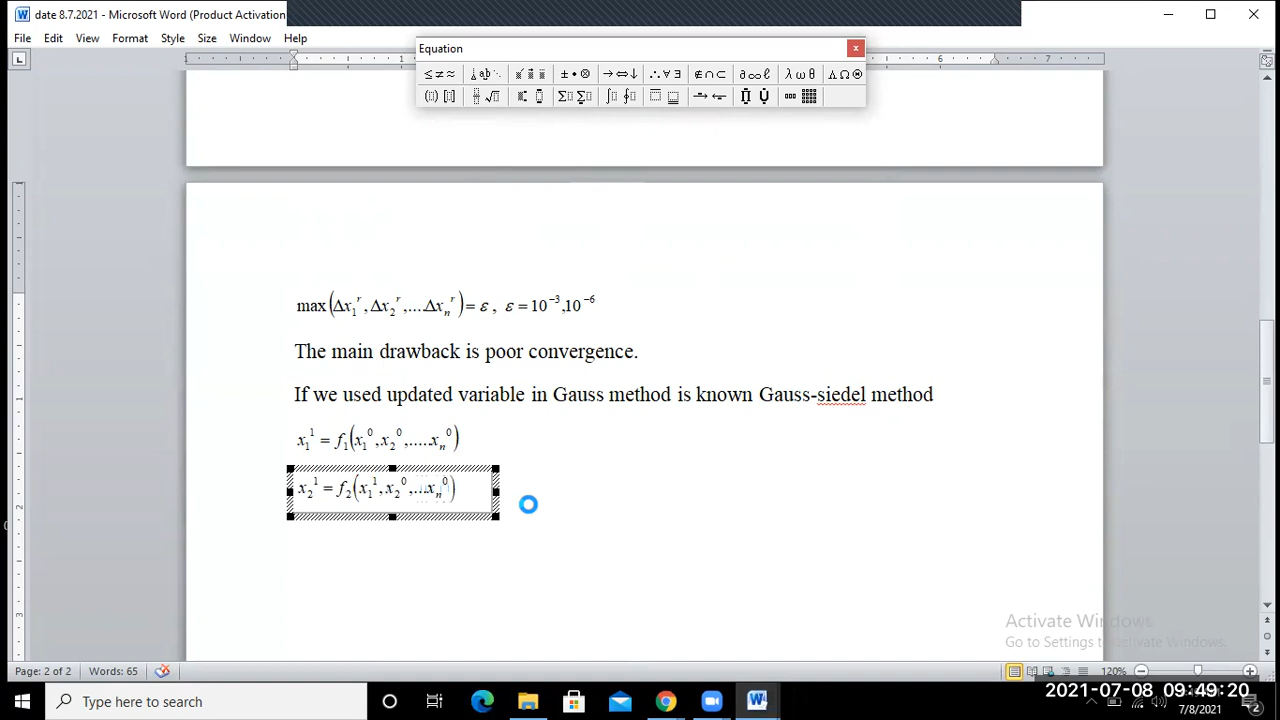 date 8.7.2021 - Microsoft Word (Product Activation
File Edit View Format Style Size Window Help
Equation
max(Δx₁ʳ, Δx₂ʳ,....Δxₙʳ) = ε , ε = 10⁻³,10⁻⁶
The main drawback is poor convergence.
If we used updated variable in Gauss method is known Gauss-siedel method
x₁¹ = f₁(x₁⁰, x₂⁰,.....xₙ⁰)
x₂¹ = f₂(x₁¹, x₂⁰,....xₙ⁰)
Activate Windows
Go to Settings to activate Windows.
Page: 2 of 2 Words: 65 120%
Type here to search
2021-07-08 09:49:20
7/8/2021